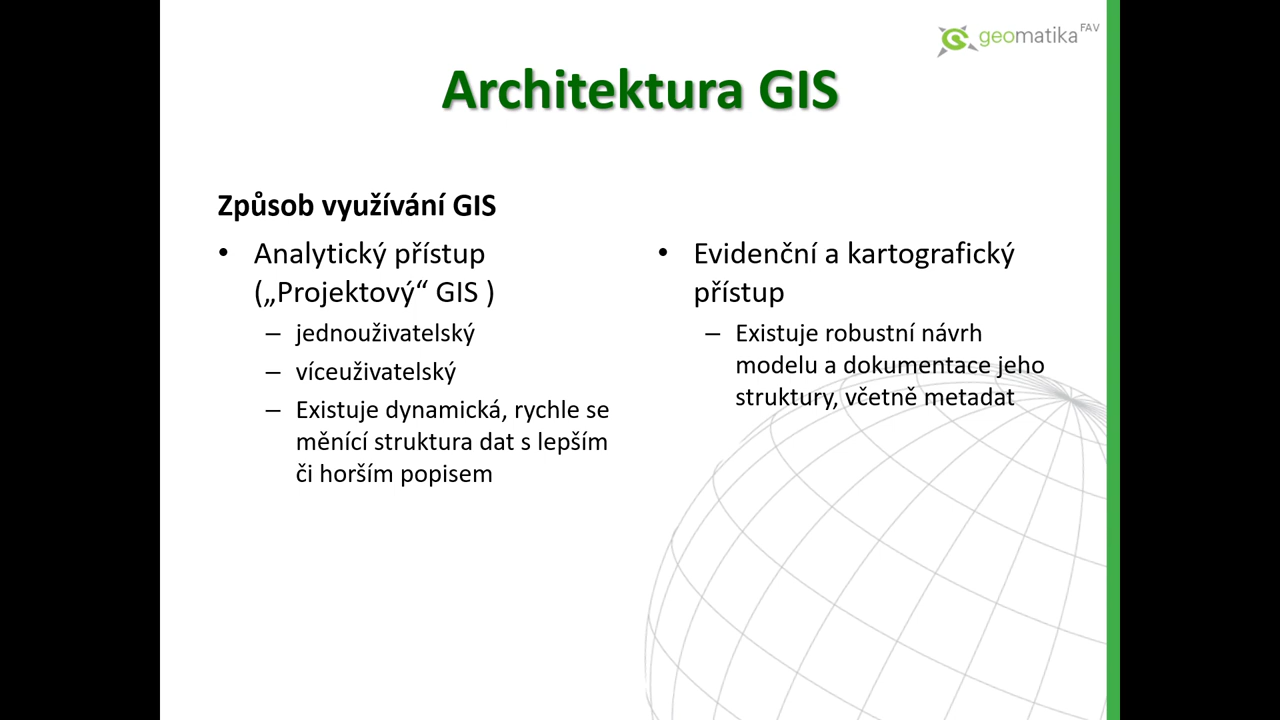 geomatika FAV
Architektura GIS
Způsob využívání GIS
• Analytický přístup
(„Projektový“ GIS )
– jednouživatelský
– víceuživatelský
– Existuje dynamická, rychle se
měnící struktura dat s lepším
či horším popisem
• Evidenční a kartografický
přístup
– Existuje robustní návrh
modelu a dokumentace jeho
struktury, včetně metadat